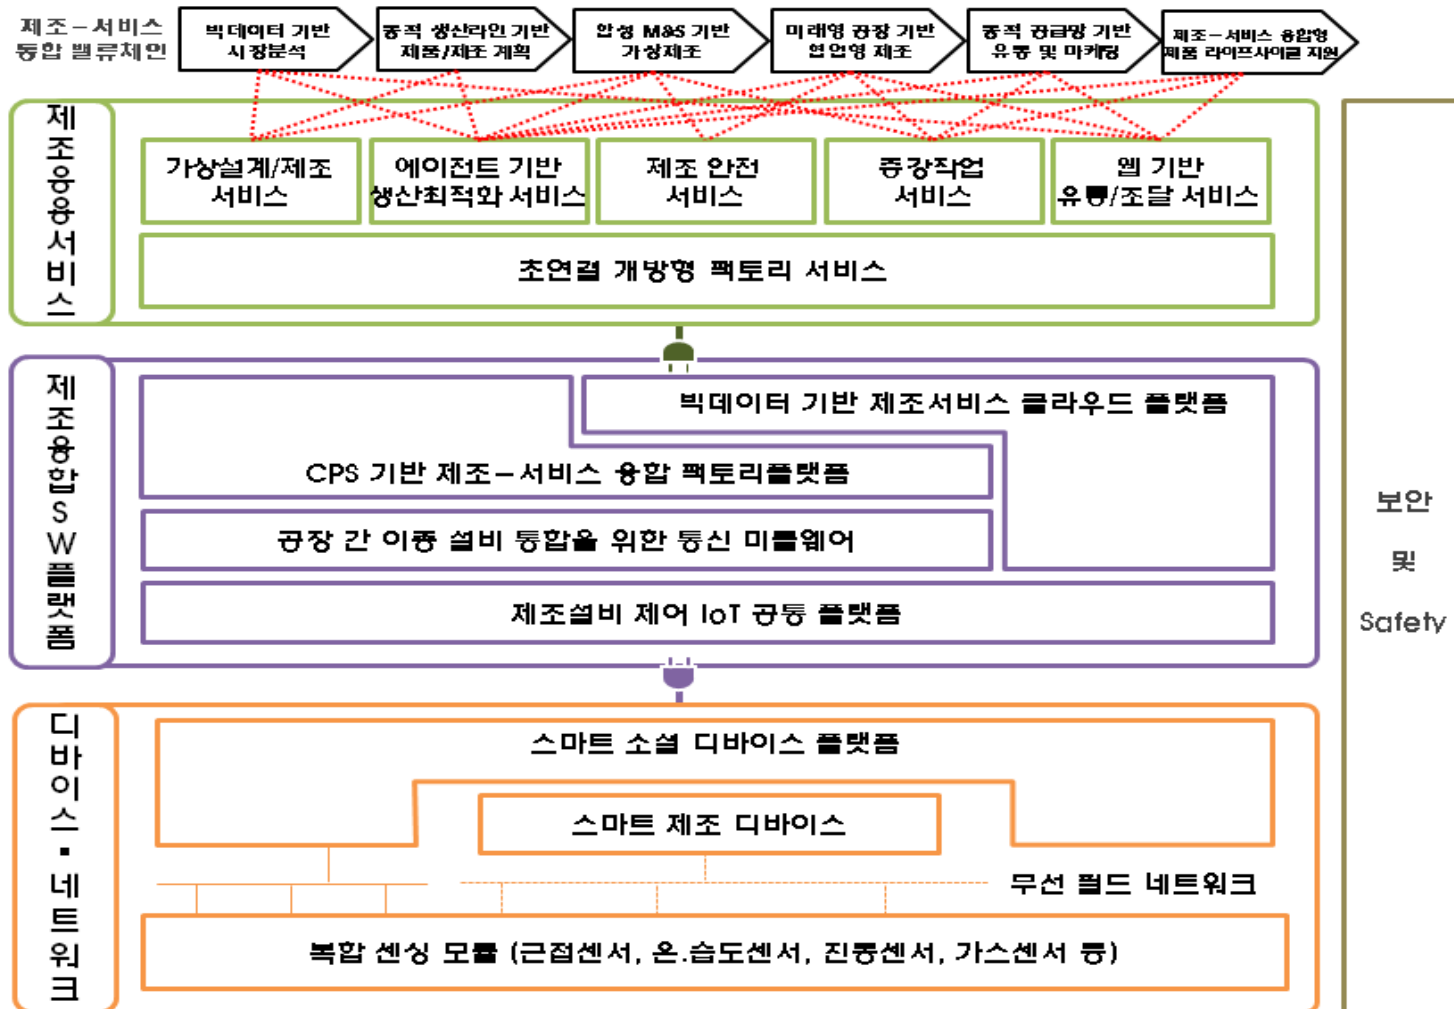 제조-서비스
통합 밸류체인
빅데이터 기반
시장분석
동적 생산라인 기반
제품/제조 계획
합성 M&S 기반
가상제조
미래형 공장 기반
협업형 제조
동적 공급망 기반
유통 및 마케팅
제조-서비스 융합형
제품 라이프사이클 지원
제조응용서비스
가상설계/제조
서비스
에이전트 기반
생산최적화 서비스
제조 안전
서비스
증강작업
서비스
웹 기반
유통/조달 서비스
초연결 개방형 팩토리 서비스
제조융합SW플랫폼
빅데이터 기반 제조서비스 클라우드 플랫폼
CPS 기반 제조-서비스 융합 팩토리플랫폼
공장 간 이종 설비 통합을 위한 통신 미들웨어
제조설비 제어 IoT 공통 플랫폼
보안
및
Safety
디바이스·네트워크
스마트 소셜 디바이스 플랫폼
스마트 제조 디바이스
무선 필드 네트워크
복합 센싱 모듈 (근접센서, 온.습도센서, 진동센서, 가스센서 등)